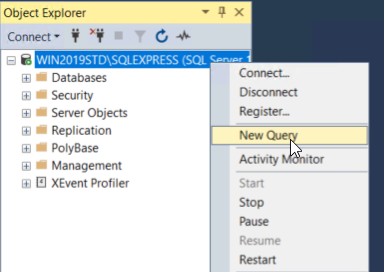 Object Explorer
Connect
WIN2019STD\SQLEXPRESS (SQL Server 1
Databases
Security
Server Objects
Replication
PolyBase
Management
XEvent Profiler
Connect...
Disconnect
Register...
New Query
Activity Monitor
Start
Stop
Pause
Resume
Restart